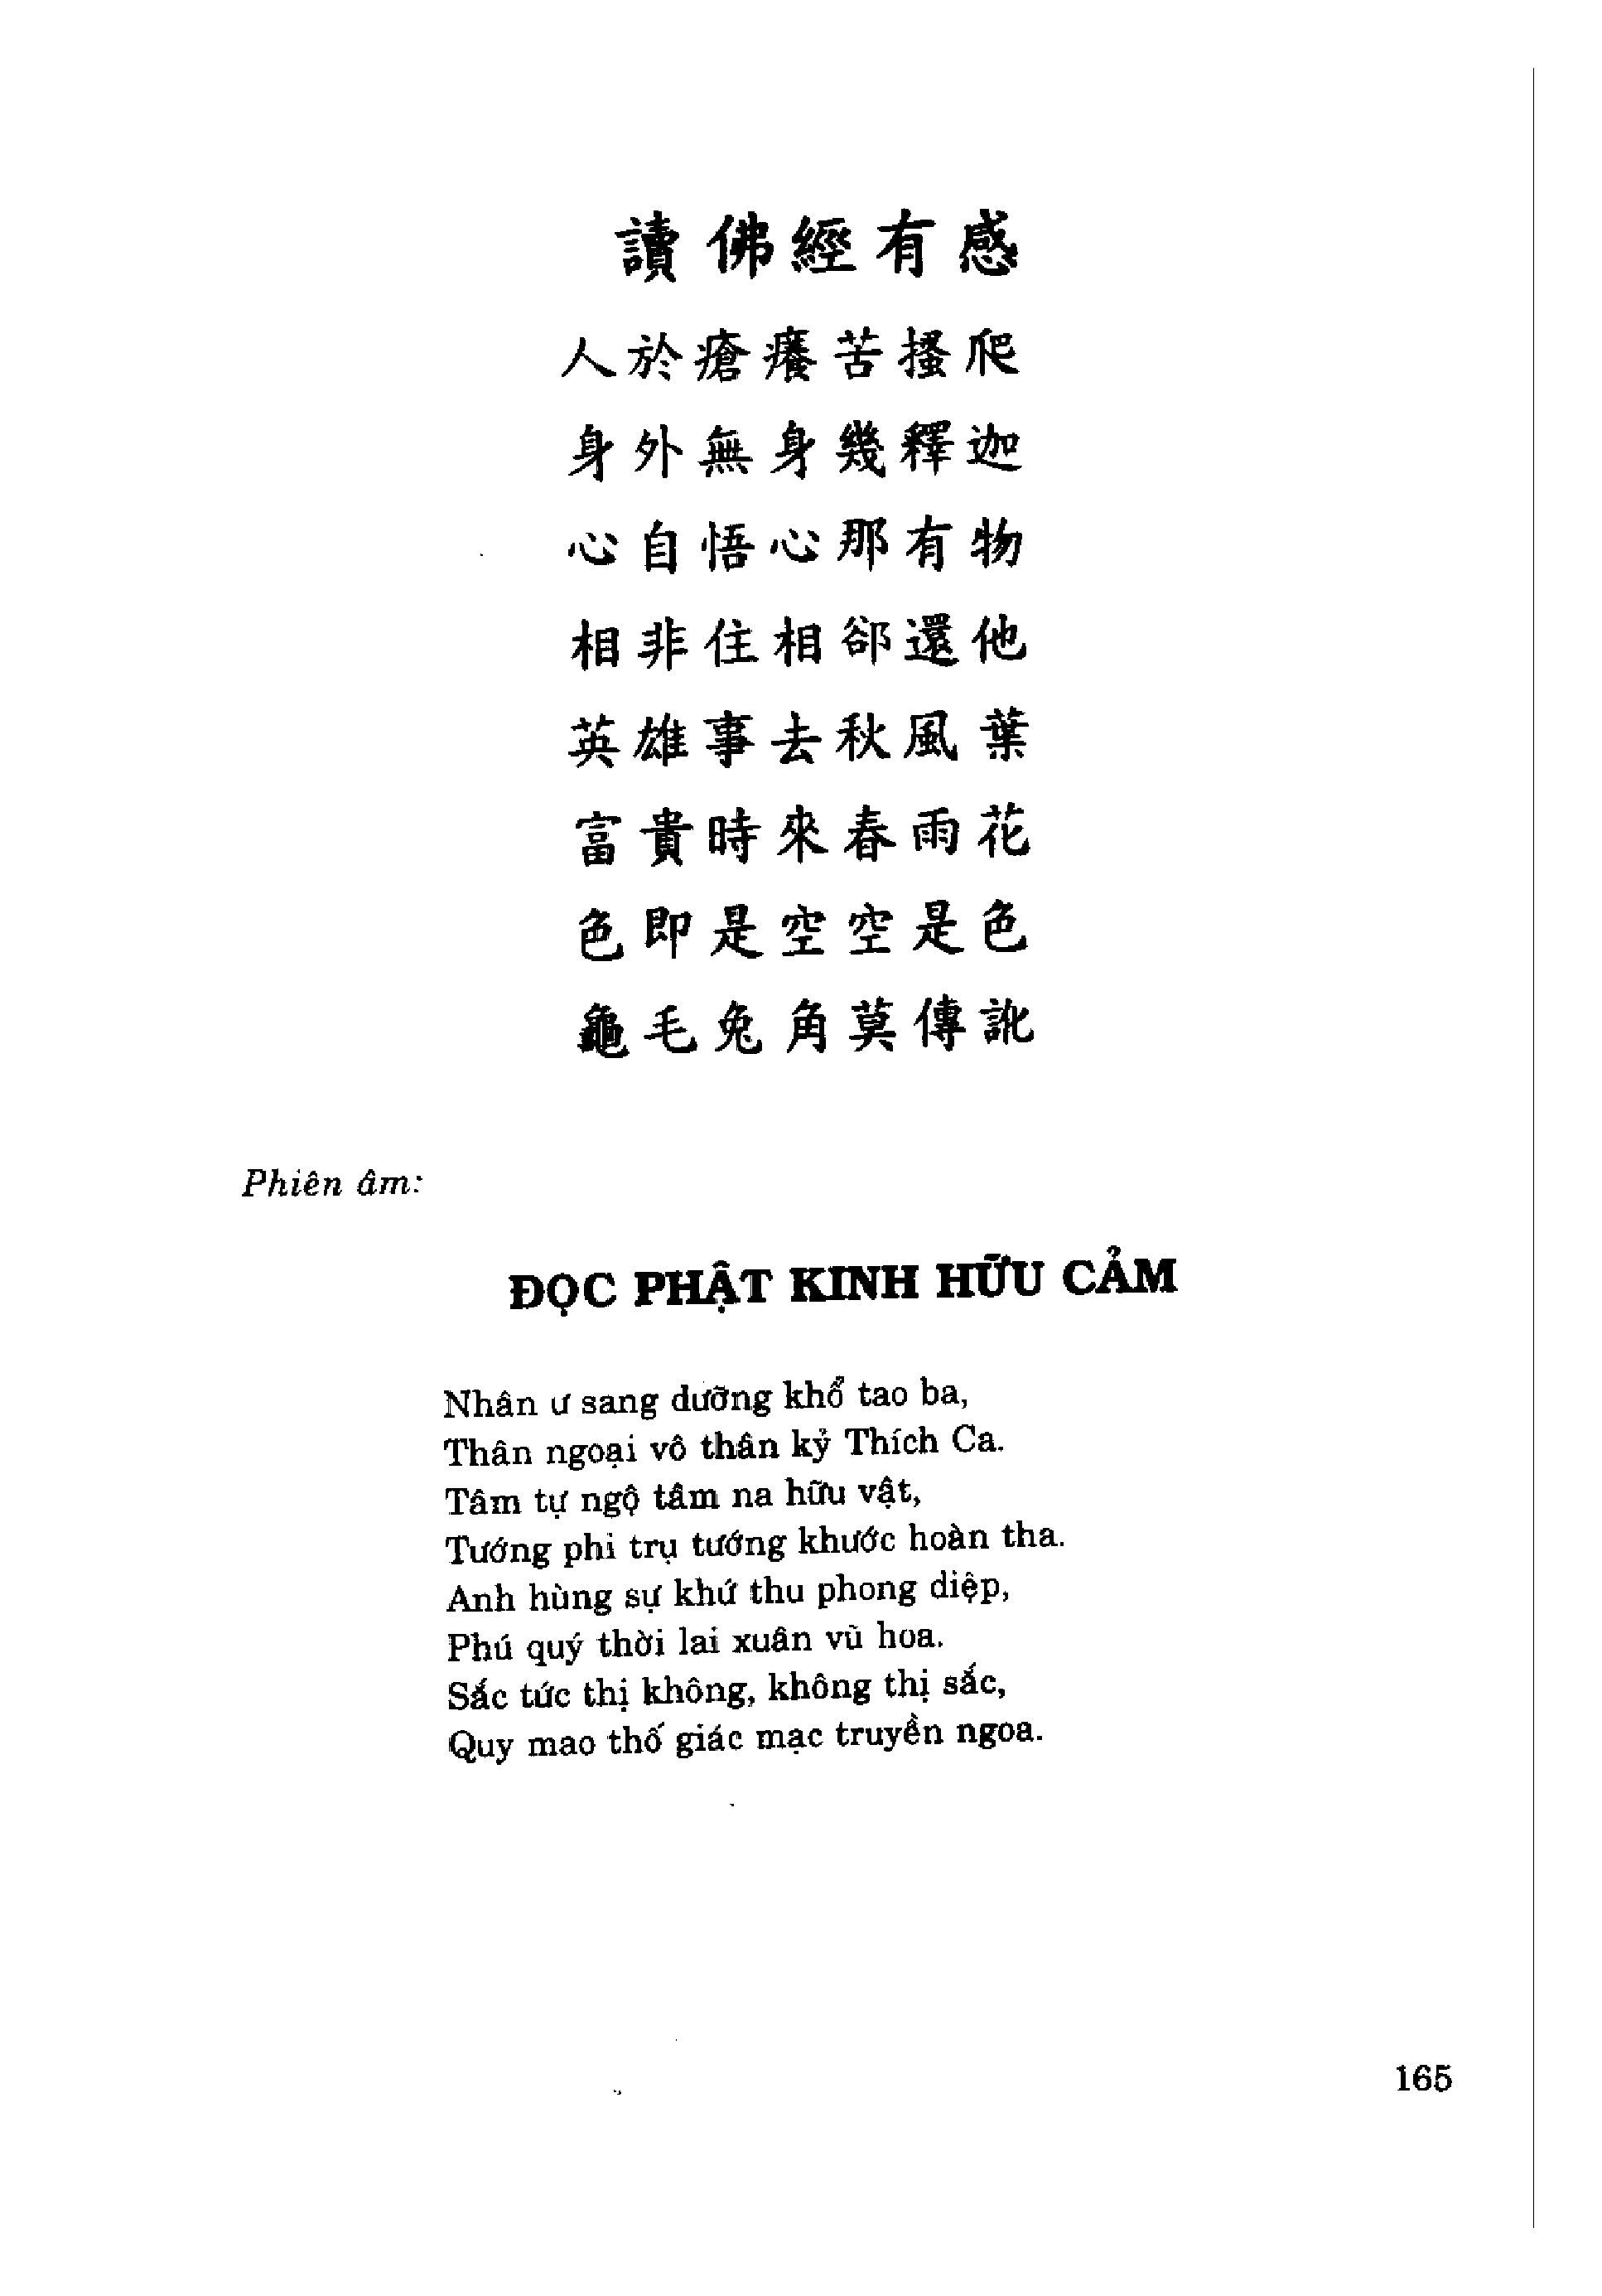 讀佛經有感
人於瘡癢苦搔爬
身外無身幾釋迦
心自悟心那有物
相非住相郤還他
英雄事去秋風葉
富貴時來春雨花
色即是空空是色
龜毛兔角莫傳訛
Phiên âm:
ĐỌC PHẬT KINH HỮU CẢM
Nhân ư sang dưỡng khổ tao ba,
Thân ngoại vô thân kỷ Thích Ca.
Tâm tự ngộ tâm na hữu vật,
Tướng phi trụ tướng khước hoàn tha.
Anh hùng sự khứ thu phong diệp,
Phú quý thời lai xuân vũ hoa.
Sắc tức thị không, không thị sắc,
Quy mao thố giác mạc truyền ngoa.
165